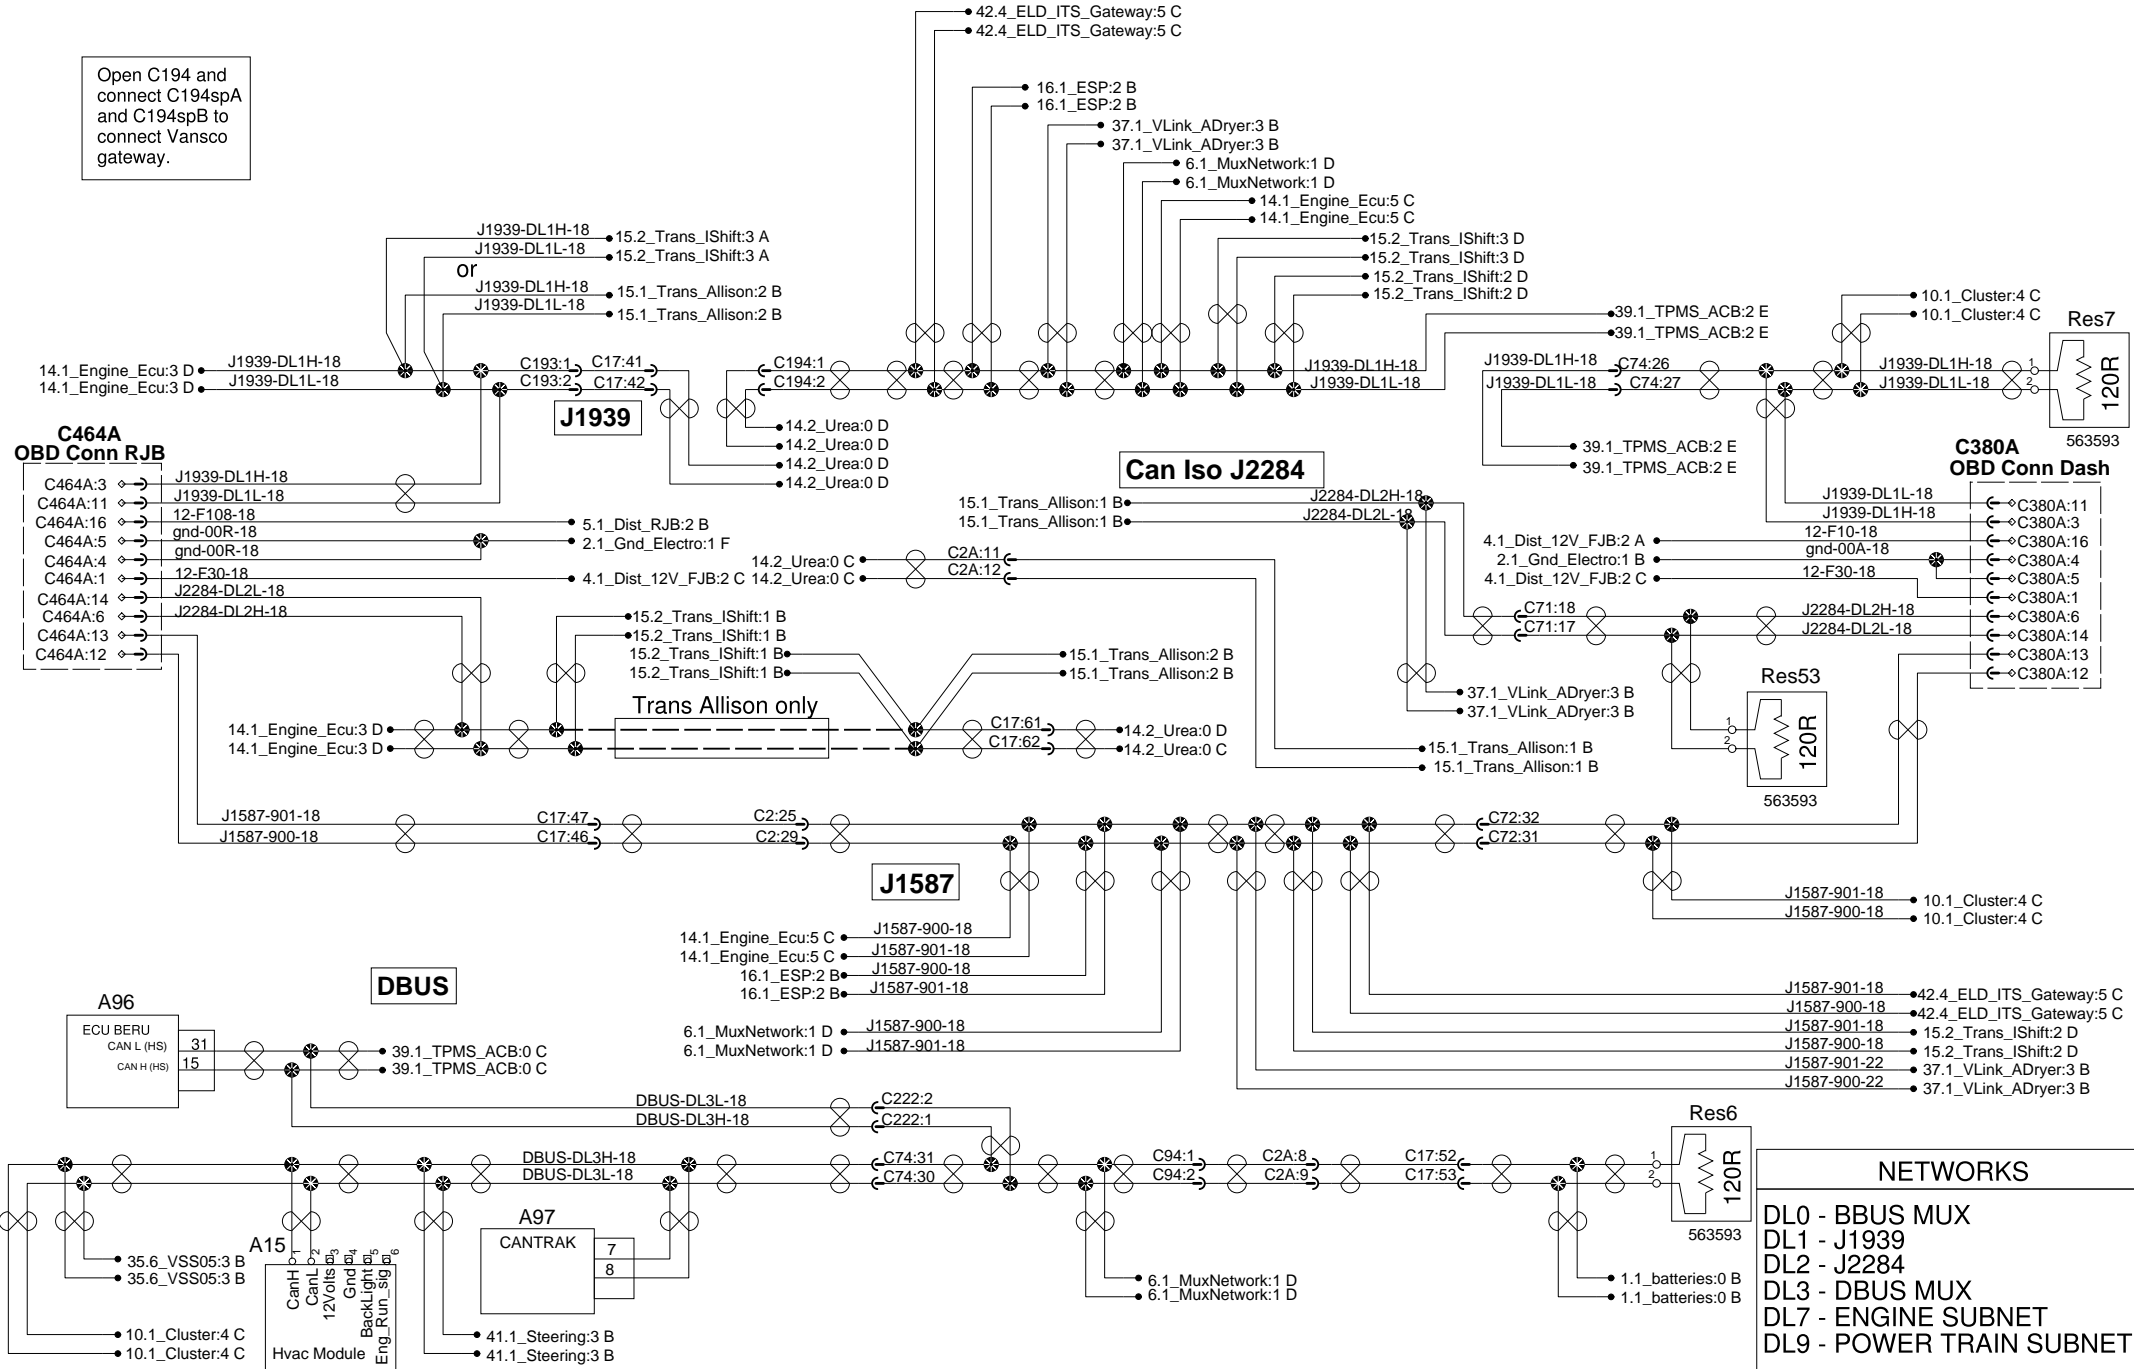 42.4_ELD_ITS_Gateway:5 C
42.4_ELD_ITS_Gateway:5 C
Open C194 and
connect C194spA
and C194spB to
connect Vansco
gateway.
16.1_ESP:2 B
16.1_ESP:2 B
37.1_VLink_ADryer:3 B
37.1_VLink_ADryer:3 B
6.1_MuxNetwork:1 D
6.1_MuxNetwork:1 D
14.1_Engine_Ecu:5 C
14.1_Engine_Ecu:5 C
J1939-DL1H-18 15.2_Trans_IShift:3 A
J1939-DL1L-18 15.2_Trans_IShift:3 A
or
J1939-DL1H-18 15.1_Trans_Allison:2 B
J1939-DL1L-18 15.1_Trans_Allison:2 B
15.2_Trans_IShift:3 D
15.2_Trans_IShift:3 D
15.2_Trans_IShift:2 D
15.2_Trans_IShift:2 D
39.1_TPMS_ACB:2 E
39.1_TPMS_ACB:2 E
10.1_Cluster:4 C
10.1_Cluster:4 C
Res7
14.1_Engine_Ecu:3 D J1939-DL1H-18 C193:1 C17:41 C194:1 J1939-DL1H-18 J1939-DL1H-18 C74:26 J1939-DL1H-18 1
14.1_Engine_Ecu:3 D J1939-DL1L-18 C193:2 C17:42 C194:2 J1939-DL1L-18 J1939-DL1L-18 C74:27 J1939-DL1L-18 2
120R
563593
J1939
14.2_Urea:0 D
14.2_Urea:0 D
14.2_Urea:0 D
14.2_Urea:0 D
39.1_TPMS_ACB:2 E
39.1_TPMS_ACB:2 E
C464A
OBD Conn RJB
C464A:3 J1939-DL1H-18
C464A:11 J1939-DL1L-18
C464A:16 12-F108-18 5.1_Dist_RJB:2 B
C464A:5 gnd-00R-18 2.1_Gnd_Electro:1 F
C464A:4 gnd-00R-18
C464A:1 12-F30-18 4.1_Dist_12V_FJB:2 C
C464A:14 J2284-DL2L-18
C464A:6 J2284-DL2H-18
C464A:13
C464A:12
Can Iso J2284
15.1_Trans_Allison:1 B J2284-DL2H-18
15.1_Trans_Allison:1 B J2284-DL2L-18
14.2_Urea:0 C C2A:11
14.2_Urea:0 C C2A:12
C380A
OBD Conn Dash
J1939-DL1L-18 C380A:11
J1939-DL1H-18 C380A:3
4.1_Dist_12V_FJB:2 A 12-F10-18 C380A:16
2.1_Gnd_Electro:1 B gnd-00A-18 C380A:4
4.1_Dist_12V_FJB:2 C 12-F30-18 C380A:5
C380A:1
C71:18 J2284-DL2H-18 C380A:6
C71:17 J2284-DL2L-18 C380A:14
C380A:13
C380A:12
15.2_Trans_IShift:1 B
15.2_Trans_IShift:1 B
15.2_Trans_IShift:1 B
15.2_Trans_IShift:1 B
15.1_Trans_Allison:2 B
15.1_Trans_Allison:2 B
37.1_VLink_ADryer:3 B
37.1_VLink_ADryer:3 B
Res53
1
2
120R
563593
Trans Allison only
14.1_Engine_Ecu:3 D C17:61 14.2_Urea:0 D
14.1_Engine_Ecu:3 D C17:62 14.2_Urea:0 C
15.1_Trans_Allison:1 B
15.1_Trans_Allison:1 B
J1587-901-18 C17:47 C2:25 C72:32
J1587-900-18 C17:46 C2:29 C72:31
J1587
J1587-901-18 10.1_Cluster:4 C
J1587-900-18 10.1_Cluster:4 C
14.1_Engine_Ecu:5 C J1587-900-18
14.1_Engine_Ecu:5 C J1587-901-18
16.1_ESP:2 B J1587-900-18
16.1_ESP:2 B J1587-901-18
6.1_MuxNetwork:1 D J1587-900-18
6.1_MuxNetwork:1 D J1587-901-18
J1587-901-18 42.4_ELD_ITS_Gateway:5 C
J1587-900-18 42.4_ELD_ITS_Gateway:5 C
J1587-901-18 15.2_Trans_IShift:2 D
J1587-900-18 15.2_Trans_IShift:2 D
J1587-901-22 37.1_VLink_ADryer:3 B
J1587-900-22 37.1_VLink_ADryer:3 B
DBUS
A96
ECU BERU
CAN L (HS) 31 39.1_TPMS_ACB:0 C
CAN H (HS) 15 39.1_TPMS_ACB:0 C
DBUS-DL3L-18 C222:2
DBUS-DL3H-18 C222:1
DBUS-DL3H-18 C74:31 C94:1 C2A:8 C17:52 1
DBUS-DL3L-18 C74:30 C94:2 C2A:9 C17:53 2
Res6
120R
563593
35.6_VSS05:3 B
35.6_VSS05:3 B
10.1_Cluster:4 C
10.1_Cluster:4 C
A15
1 2 3 4 5 6
CanH
CanL
12Volts
Gnd
BackLight
Eng_Run_sig
Hvac Module
A97
CANTRAK
7
8
41.1_Steering:3 B
41.1_Steering:3 B
6.1_MuxNetwork:1 D
6.1_MuxNetwork:1 D
1.1_batteries:0 B
1.1_batteries:0 B
NETWORKS
DL0 - BBUS MUX
DL1 - J1939
DL2 - J2284
DL3 - DBUS MUX
DL7 - ENGINE SUBNET
DL9 - POWER TRAIN SUBNET